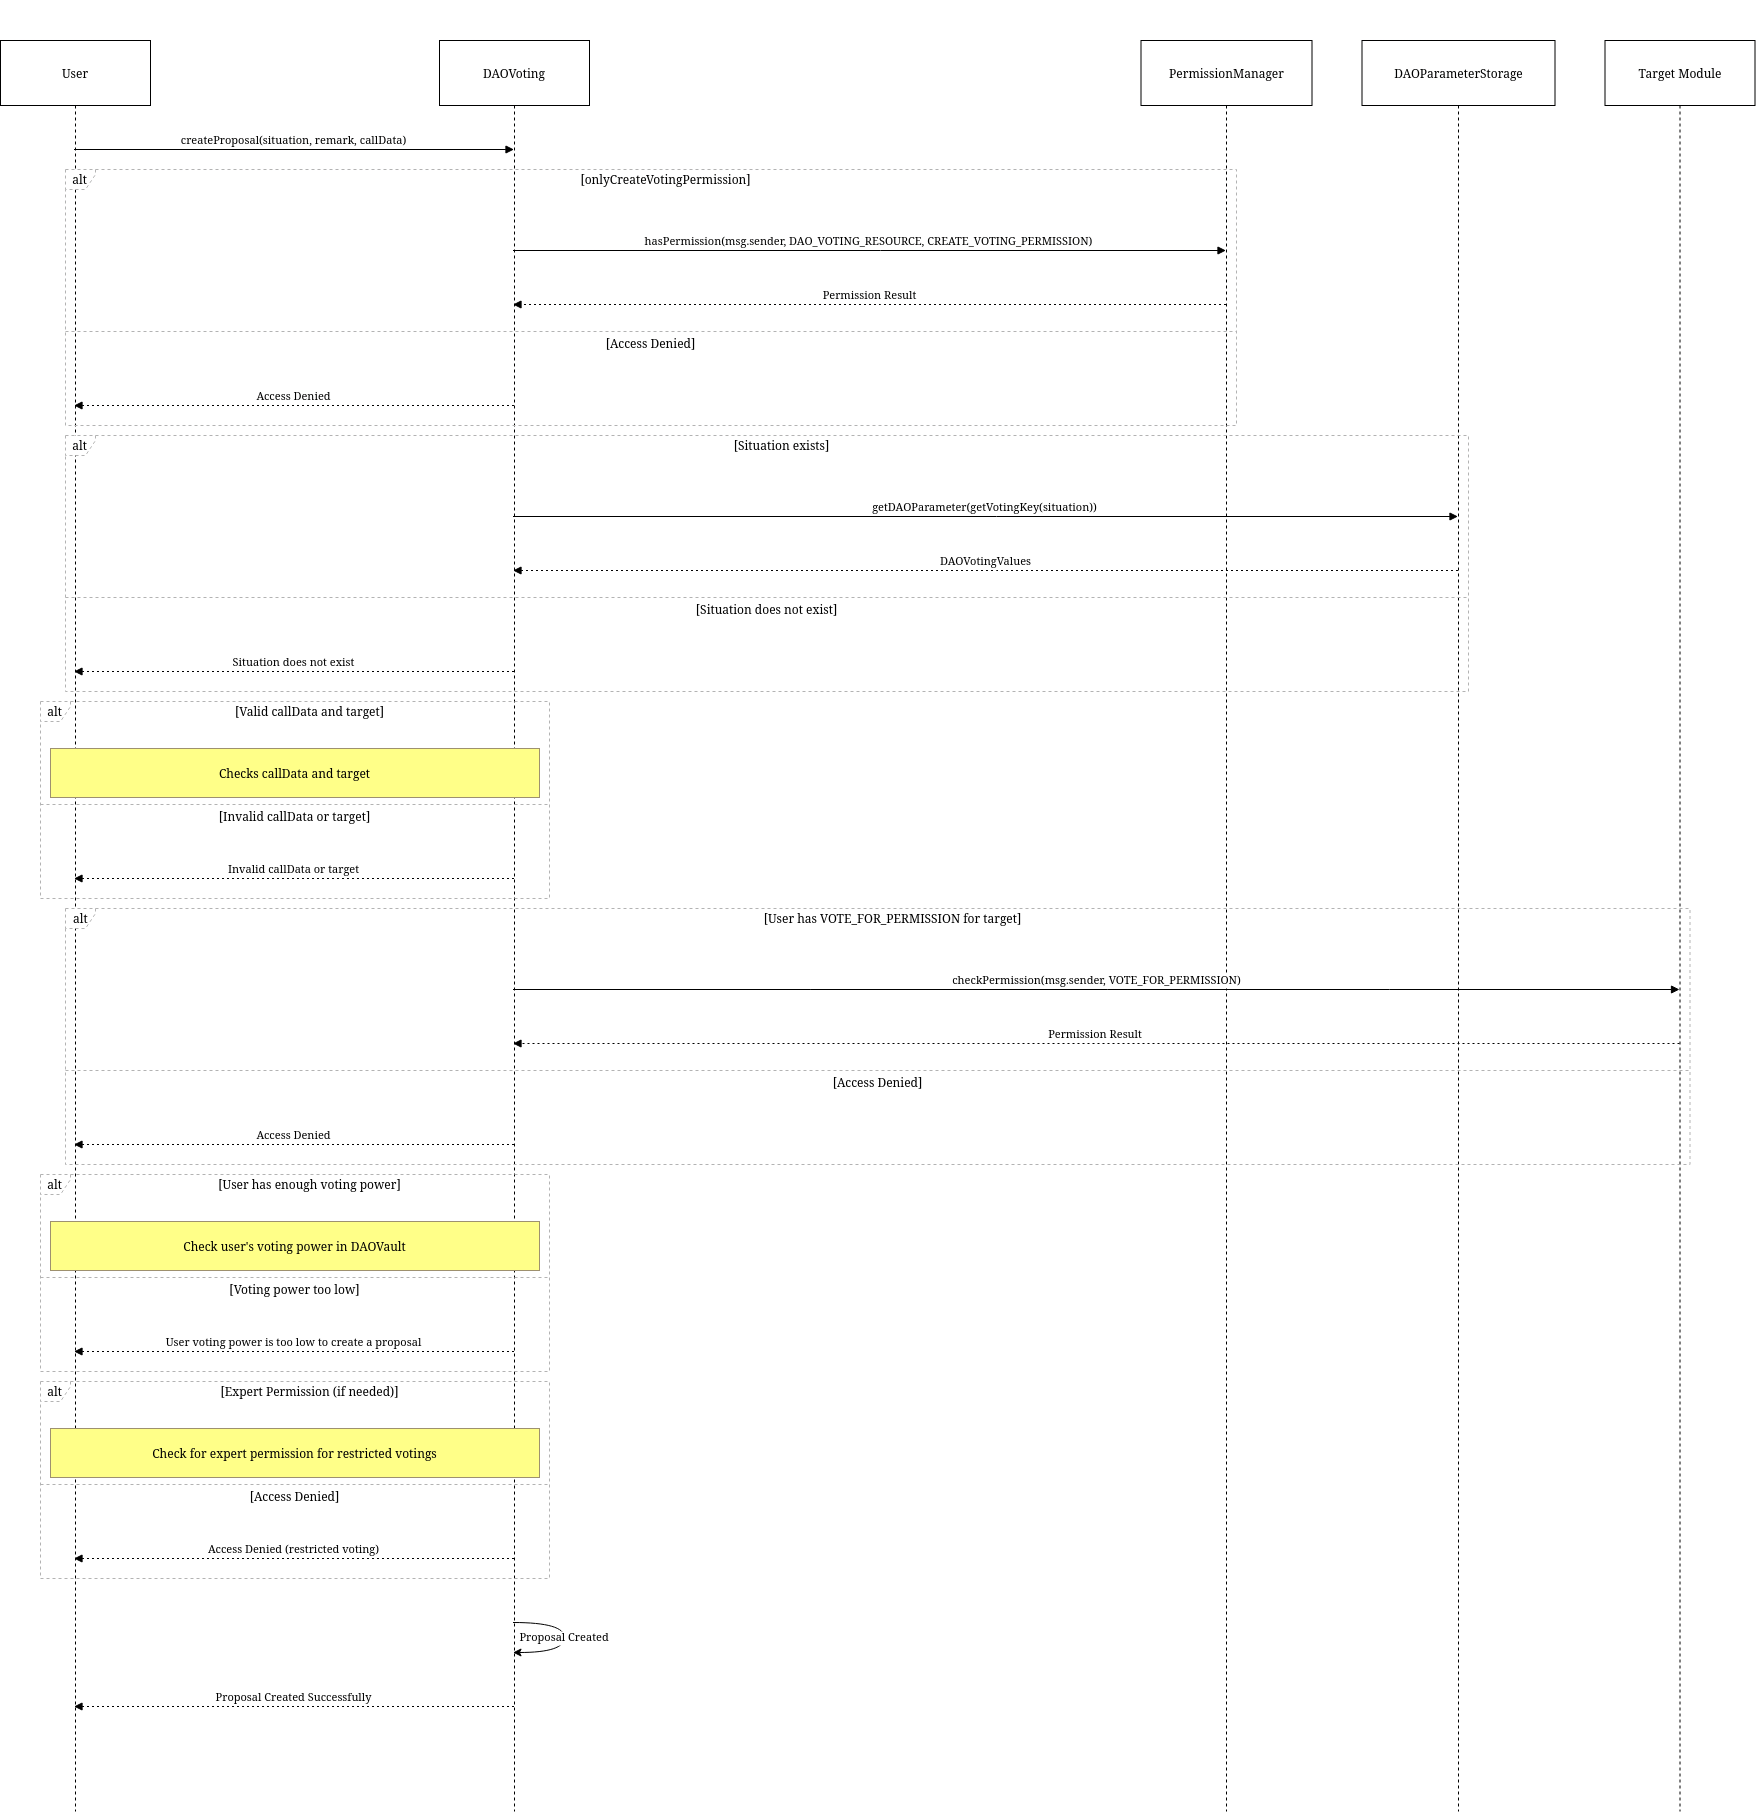 User
DAOVoting
PermissionManager
DAOParameterStorage
Target Module
createProposal(situation, remark, callData)
alt
[onlyCreateVotingPermission]
hasPermission(msg.sender, DAO_VOTING_RESOURCE, CREATE_VOTING_PERMISSION)
Permission Result
[Access Denied]
Access Denied
alt
[Situation exists]
getDAOParameter(getVotingKey(situation))
DAOVotingValues
[Situation does not exist]
Situation does not exist
alt
[Valid callData and target]
Checks callData and target
[Invalid callData or target]
Invalid callData or target
alt
[User has VOTE_FOR_PERMISSION for target]
checkPermission(msg.sender, VOTE_FOR_PERMISSION)
Permission Result
[Access Denied]
Access Denied
alt
[User has enough voting power]
Check user's voting power in DAOVault
[Voting power too low]
User voting power is too low to create a proposal
alt
[Expert Permission (if needed)]
Check for expert permission for restricted votings
[Access Denied]
Access Denied (restricted voting)
Proposal Created
Proposal Created Successfully